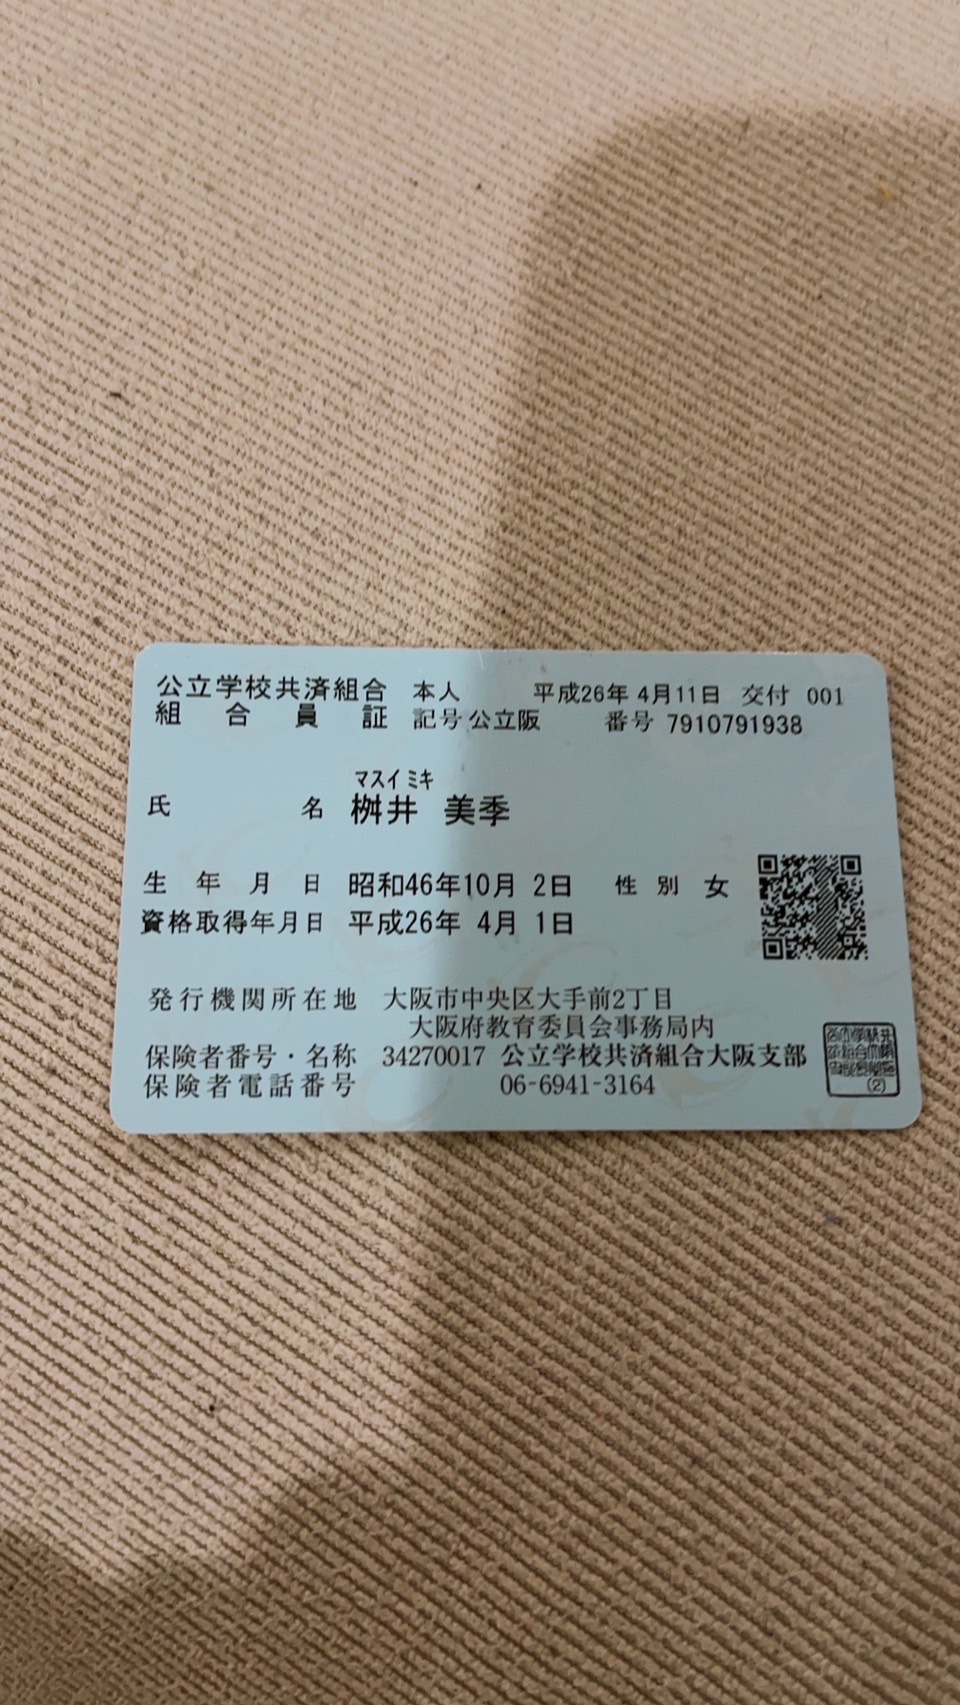 公立学校共済組合 本人 平成26年 4月11日 交付 001
組合員証 記号 公立阪 番号 7910791938
マスイ ミキ
氏名 桝井 美季
生年月日 昭和46年10月 2日 性別 女
資格取得年月日 平成26年 4月 1日
発行機関所在地 大阪市中央区大手前2丁目
大阪府教育委員会事務局内
保険者番号・名称 34270017 公立学校共済組合大阪支部
保険者電話番号 06-6941-3164
(2)